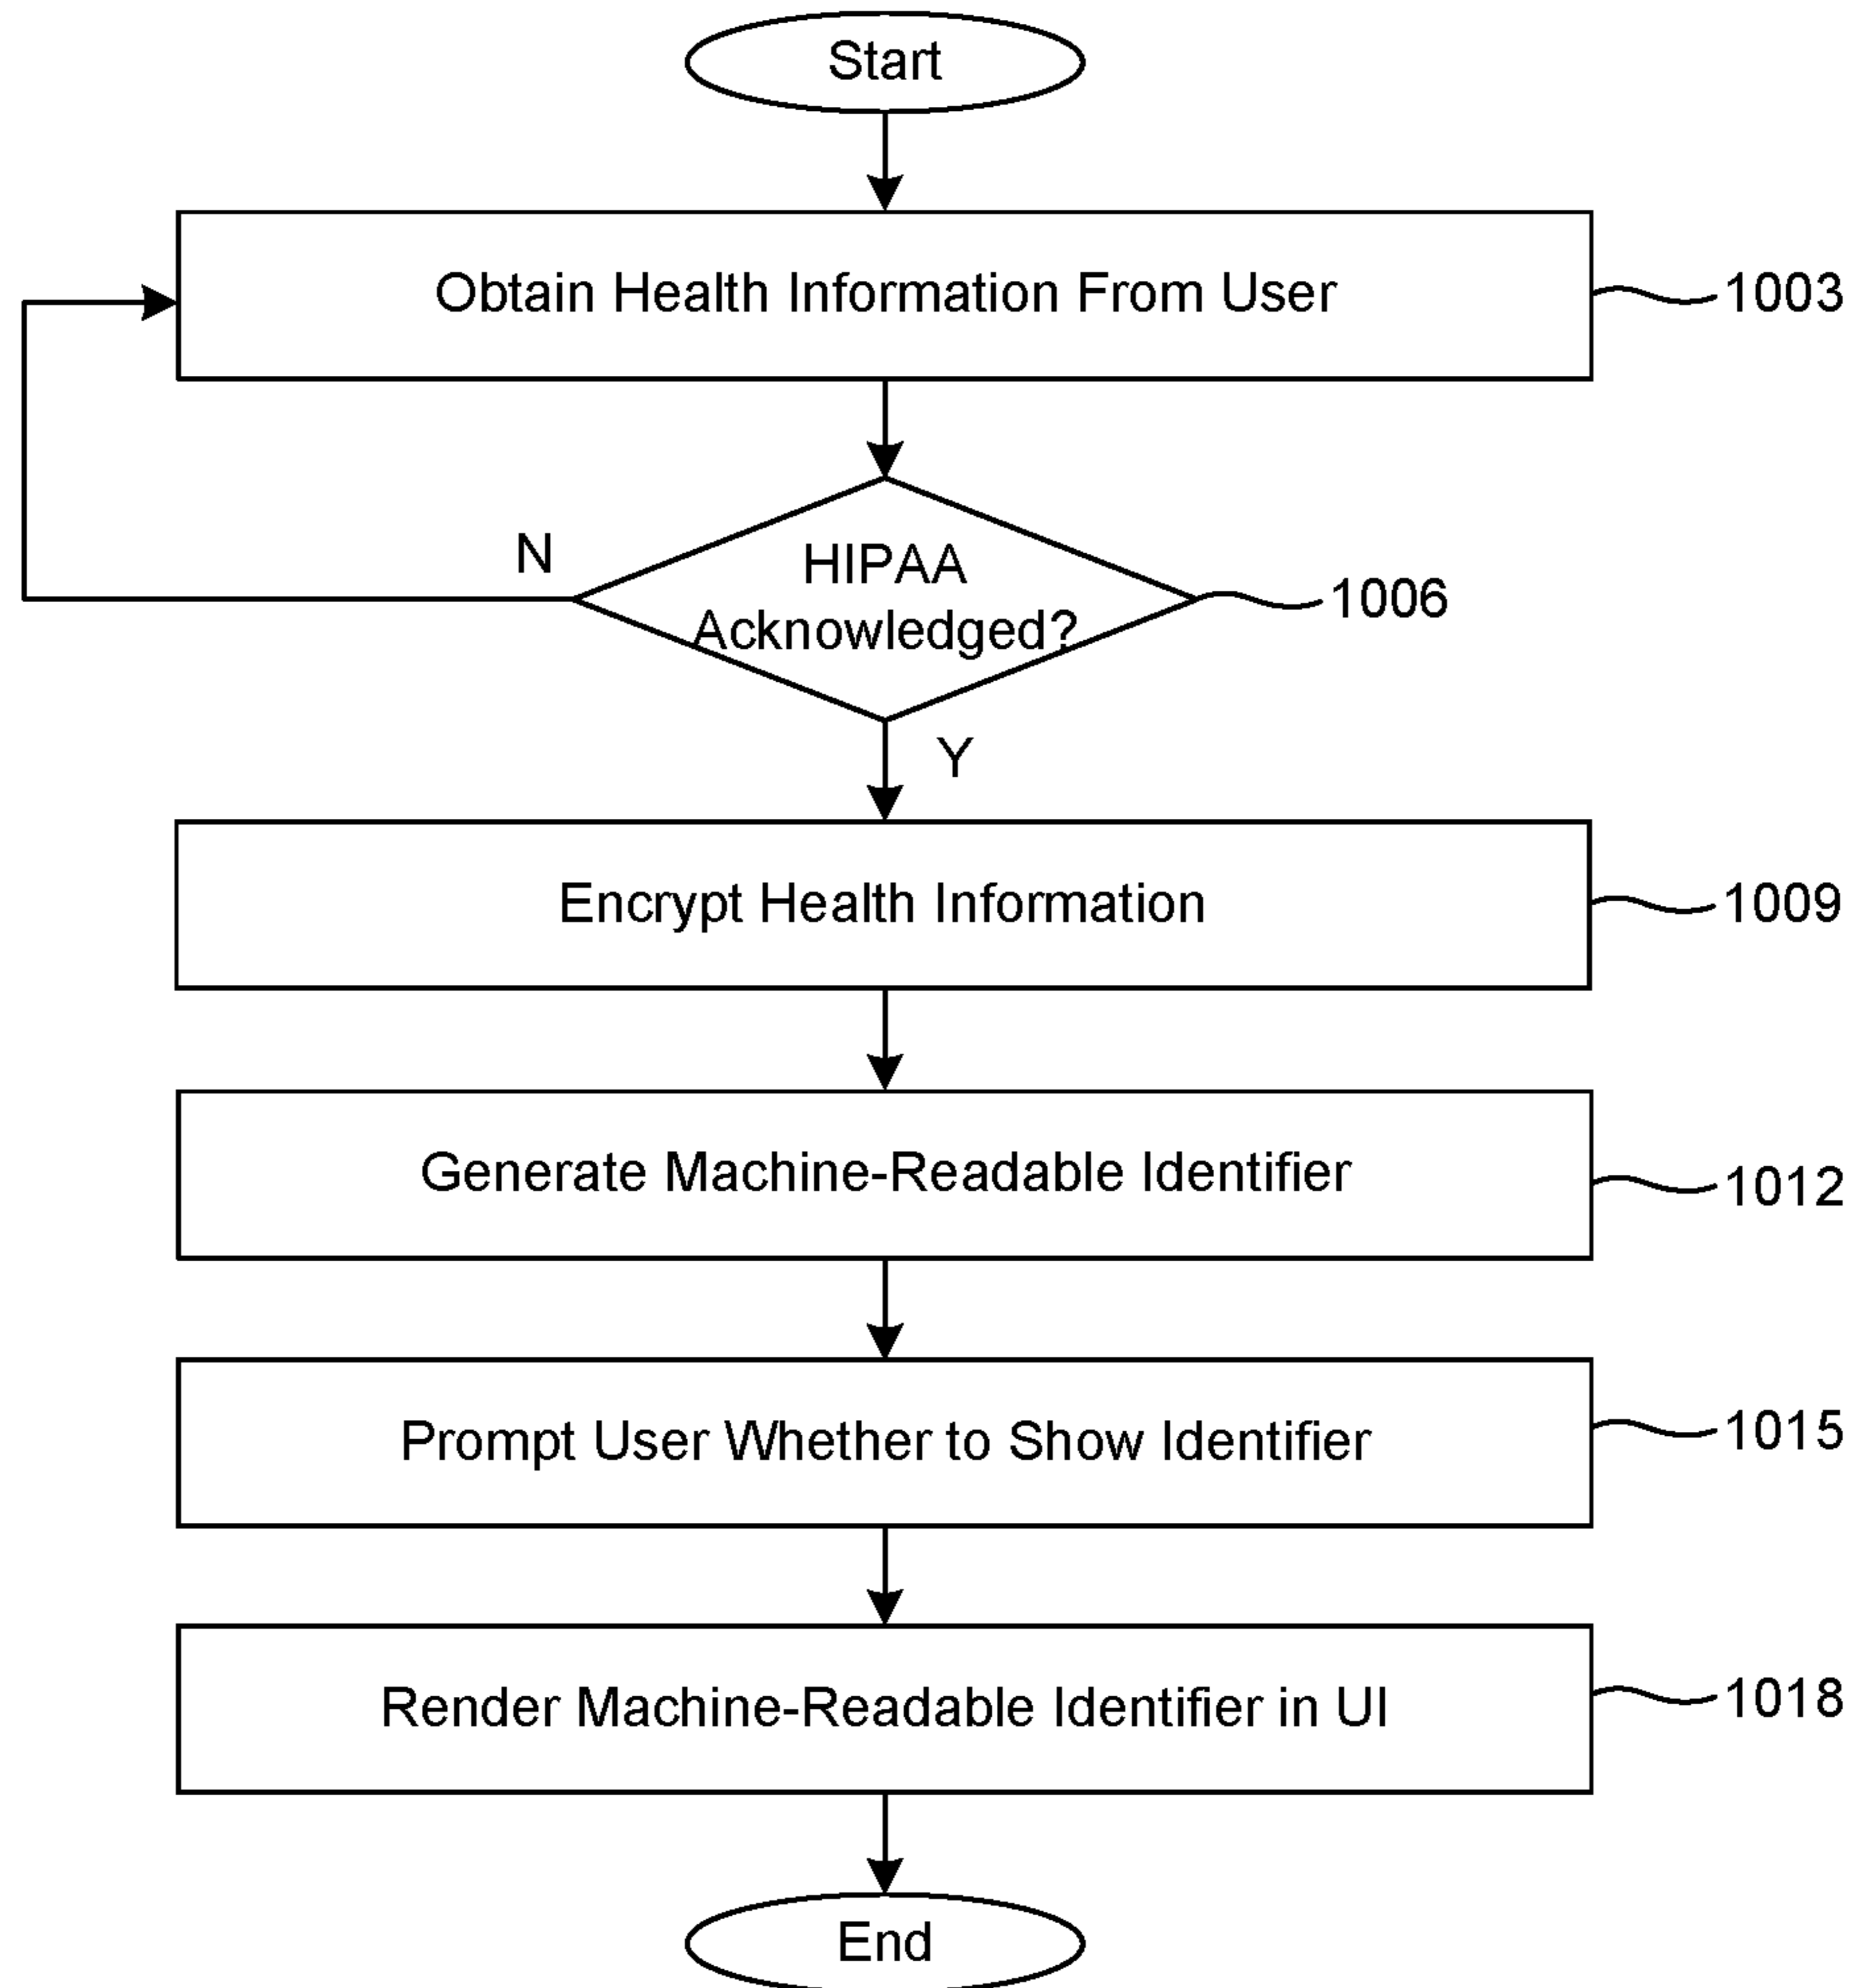 Start
Obtain Health Information From User
1003
N
HIPAA
Acknowledged?
1006
Y
Encrypt Health Information
1009
Generate Machine-Readable Identifier
1012
Prompt User Whether to Show Identifier
1015
Render Machine-Readable Identifier in UI
1018
End